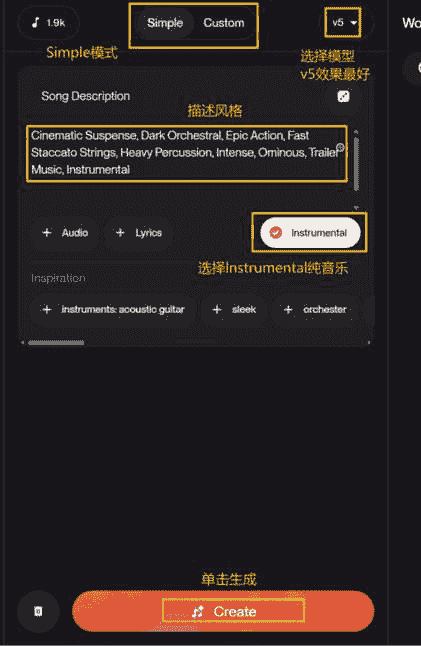 1.9k
Simple Custom
v5
Wo
Simple模式
选择模型
v5效果最好
Song Description
描述风格
Cinematic Suspense, Dark Orchestral, Epic Action, Fast
Staccato Strings, Heavy Percussion, Intense, Ominous, Trailer
Music, Instrumental
+ Audio + Lyrics Instrumental
选择Instrumental纯音乐
Inspiration
+ instruments: acoustic guitar + sleek + orchester
单击生成
Create